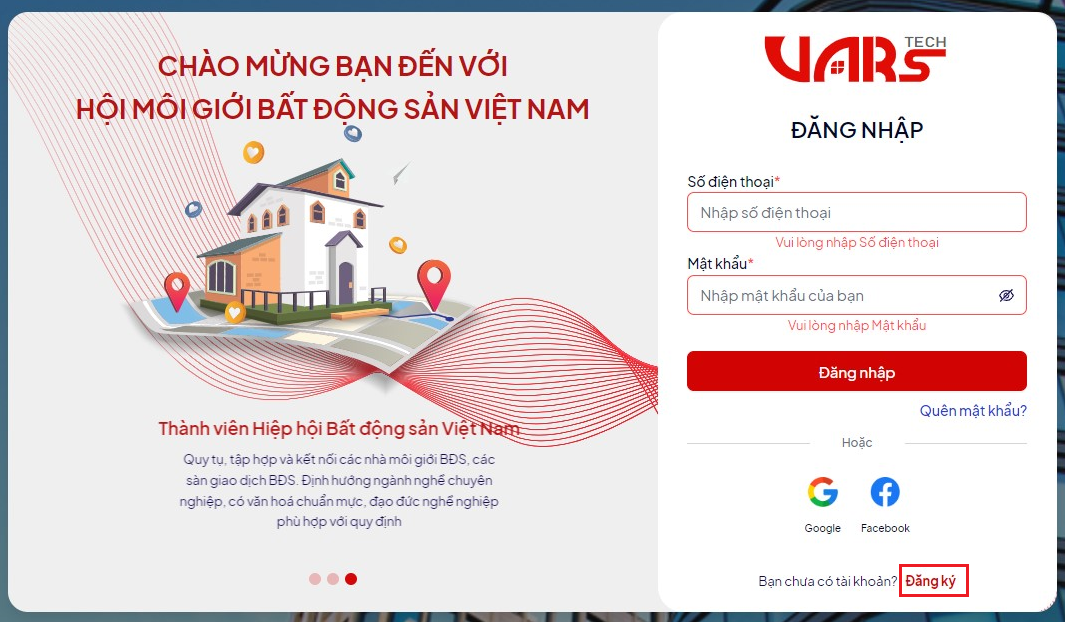 CHÀO MỪNG BẠN ĐẾN VỚI
HỘI MÔI GIỚI BẤT ĐỘNG SẢN VIỆT NAM
Thành viên Hiệp hội Bất động sản Việt Nam
Quy tụ, tập hợp và kết nối các nhà môi giới BĐS, các
sàn giao dịch BĐS. Định hướng ngành nghề chuyên
nghiệp, có văn hoá chuẩn mực, đạo đức nghề nghiệp
phù hợp với quy định
VARs TECH
ĐĂNG NHẬP
Số điện thoại*
Nhập số điện thoại
Vui lòng nhập Số điện thoại
Mật khẩu*
Nhập mật khẩu của bạn
Vui lòng nhập Mật khẩu
Đăng nhập
Quên mật khẩu?
Hoặc
Google
Facebook
Bạn chưa có tài khoản? Đăng ký